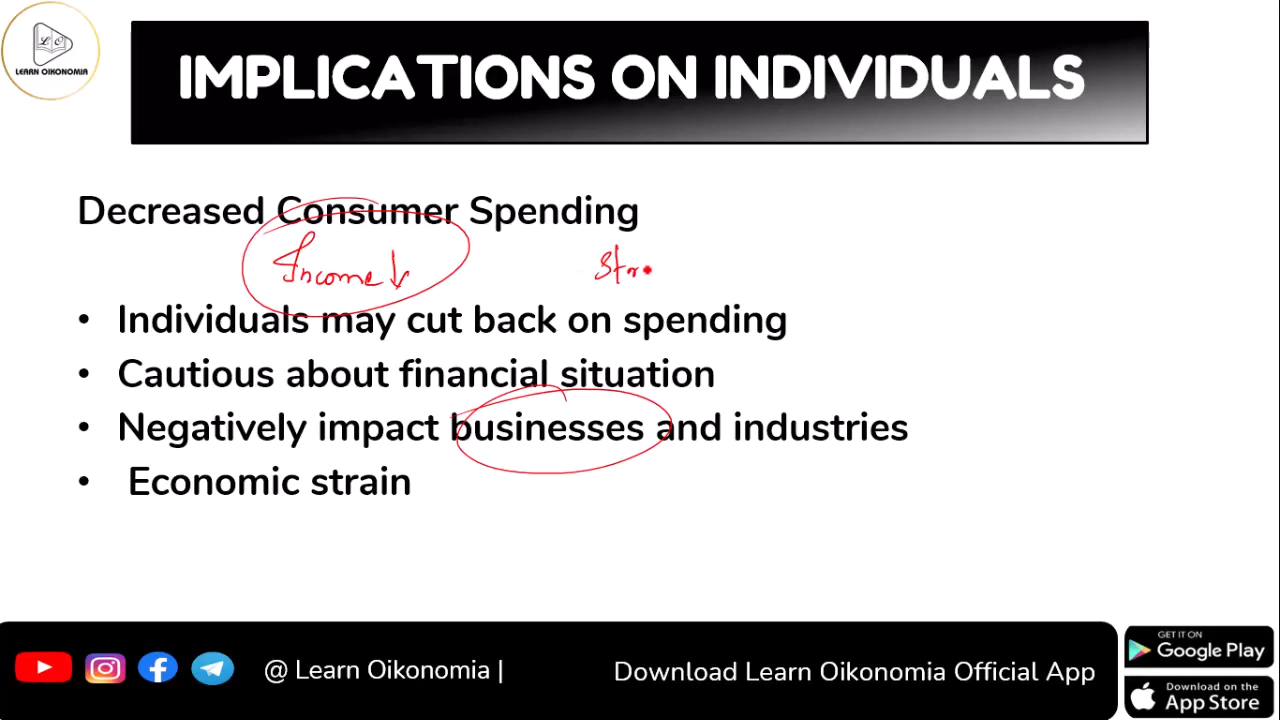 LO
LEARN OIKONOMIA
IMPLICATIONS ON INDIVIDUALS
Decreased Consumer Spending
Income ↓
• Individuals may cut back on spending
• Cautious about financial situation
• Negatively impact businesses and industries
• Economic strain
@ Learn Oikonomia |
Download Learn Oikonomia Official App
GET IT ON
Google Play
Download on the
App Store